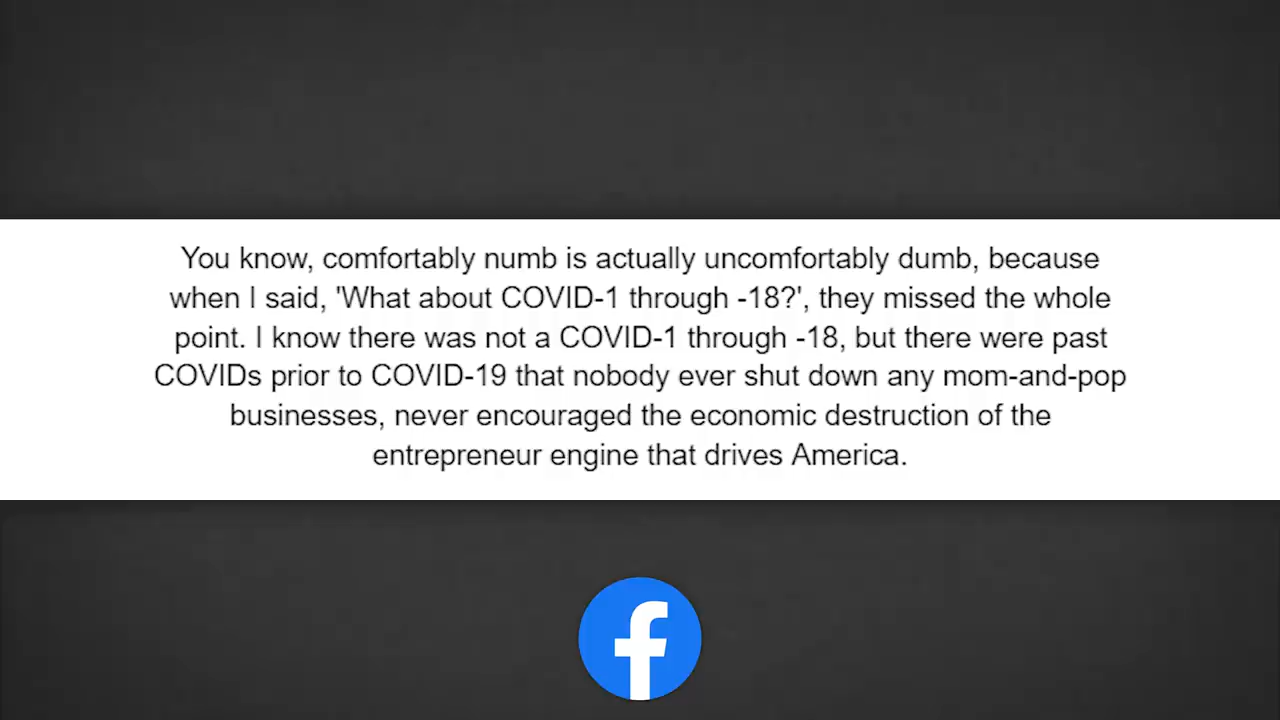 You know, comfortably numb is actually uncomfortably dumb, because
when I said, 'What about COVID-1 through -18?', they missed the whole
point. I know there was not a COVID-1 through -18, but there were past
COVIDs prior to COVID-19 that nobody ever shut down any mom-and-pop
businesses, never encouraged the economic destruction of the
entrepreneur engine that drives America.